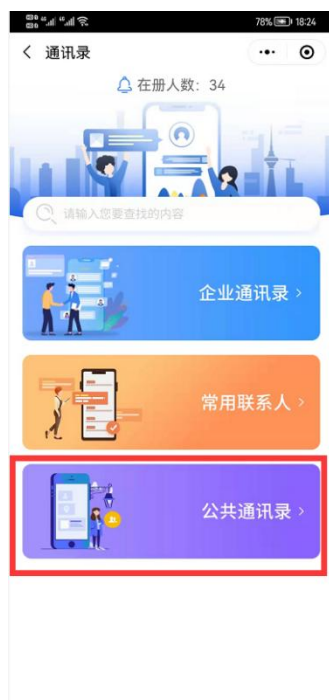 78% 18:24
通讯录
在册人数: 34
请输入您要查找的内容
企业通讯录
常用联系人
公共通讯录